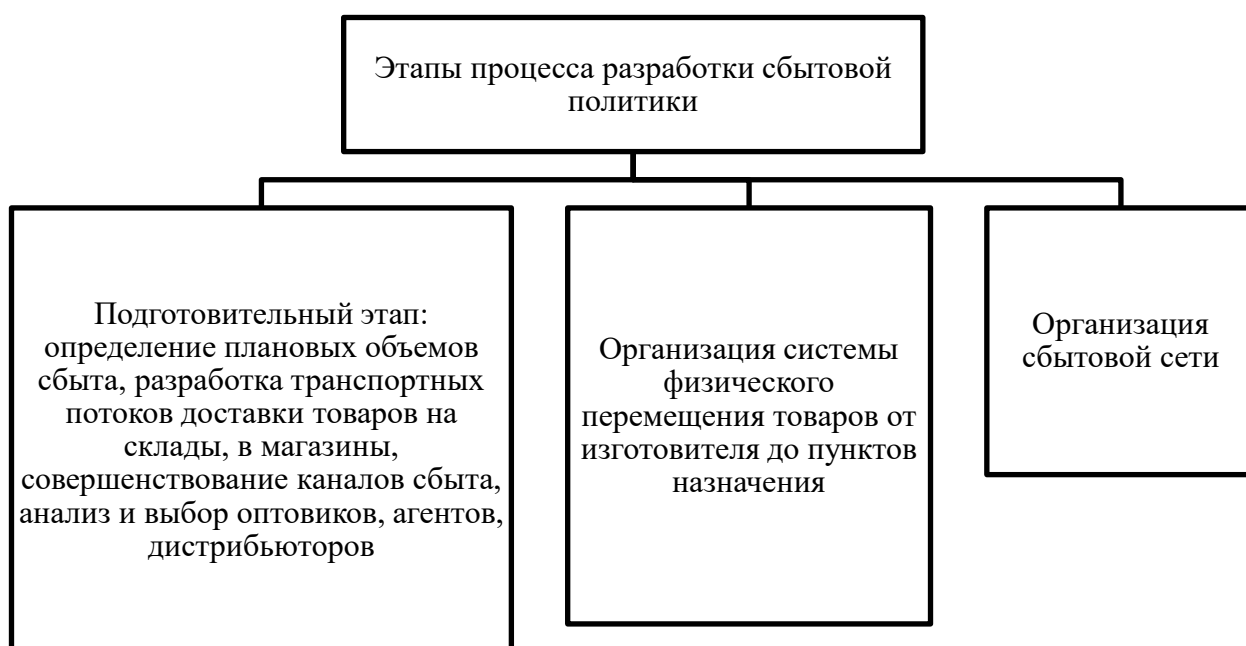 Этапы процесса разработки сбытовой
политики
Подготовительный этап:
определение плановых объемов
сбыта, разработка транспортных
потоков доставки товаров на
склады, в магазины,
совершенствование каналов сбыта,
анализ и выбор оптовиков, агентов,
дистрибьюторов
Организация системы
физического
перемещения товаров от
изготовителя до пунктов
назначения
Организация
сбытовой сети